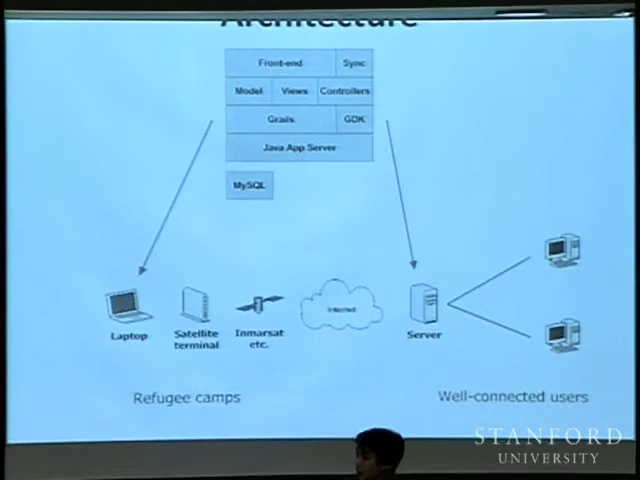 Architecture
Front-end Sync
Model Views Controllers
Grails GDK
Java App Server
MySQL
Internet
Laptop
Satellite
terminal
Inmarsat
etc.
Server
Refugee camps
Well-connected users
STANFORD
UNIVERSITY